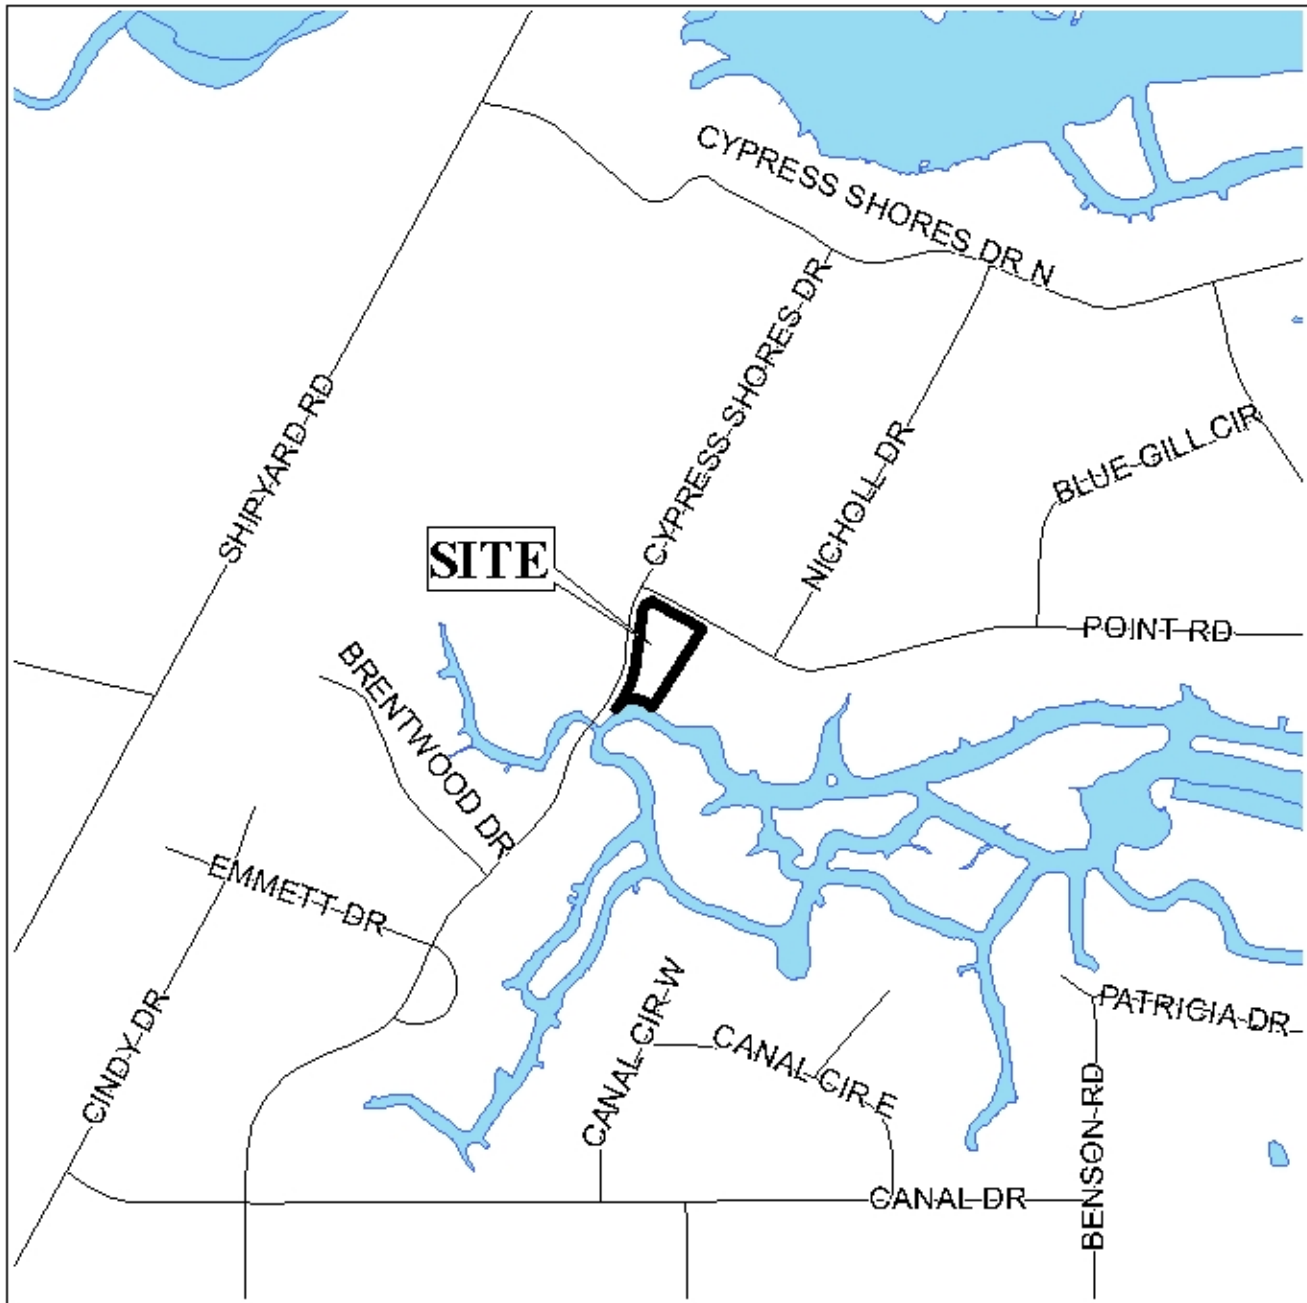 CYPRESS SHORES DR N
CYPRESS SHORES DR
SHIPYARD RD
NICHOLL DR
BLUE GILL CIR
SITE
POINT RD
BRENTWOOD DR
EMMETT DR
CANAL CIR W
PATRICIA DR
CINDY DR
CANAL CIR E
BENSON RD
CANAL DR